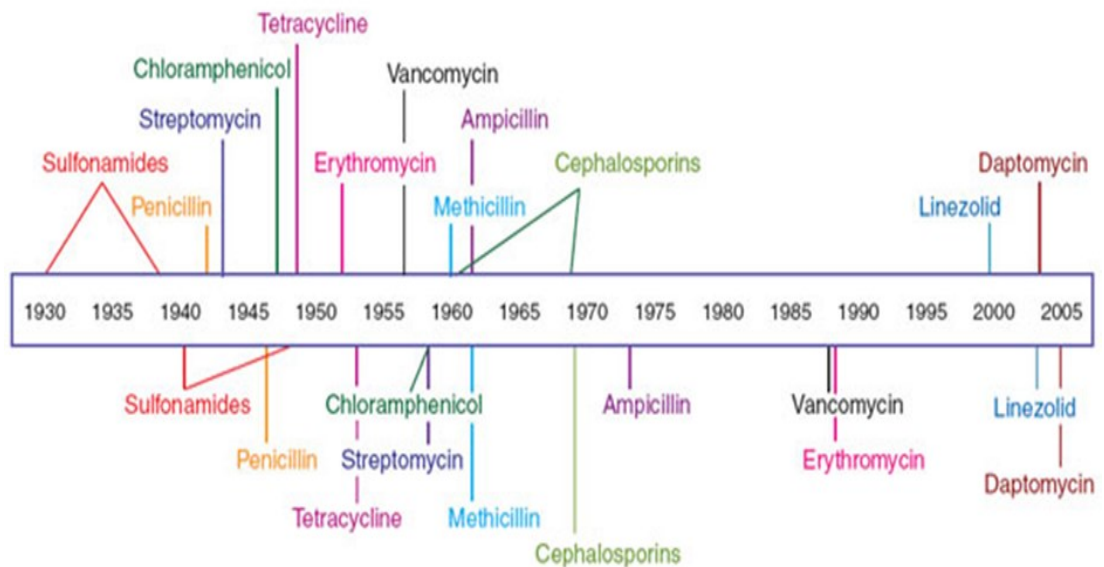 Tetracycline
Chloramphenicol
Vancomycin
Streptomycin
Ampicillin
Sulfonamides
Erythromycin
Cephalosporins
Daptomycin
Penicillin
Methicillin
Linezolid
1930 1935 1940 1945 1950 1955 1960 1965 1970 1975 1980 1985 1990 1995 2000 2005
Sulfonamides
Chloramphenicol
Ampicillin
Vancomycin
Linezolid
Penicillin
Streptomycin
Erythromycin
Daptomycin
Tetracycline
Methicillin
Cephalosporins